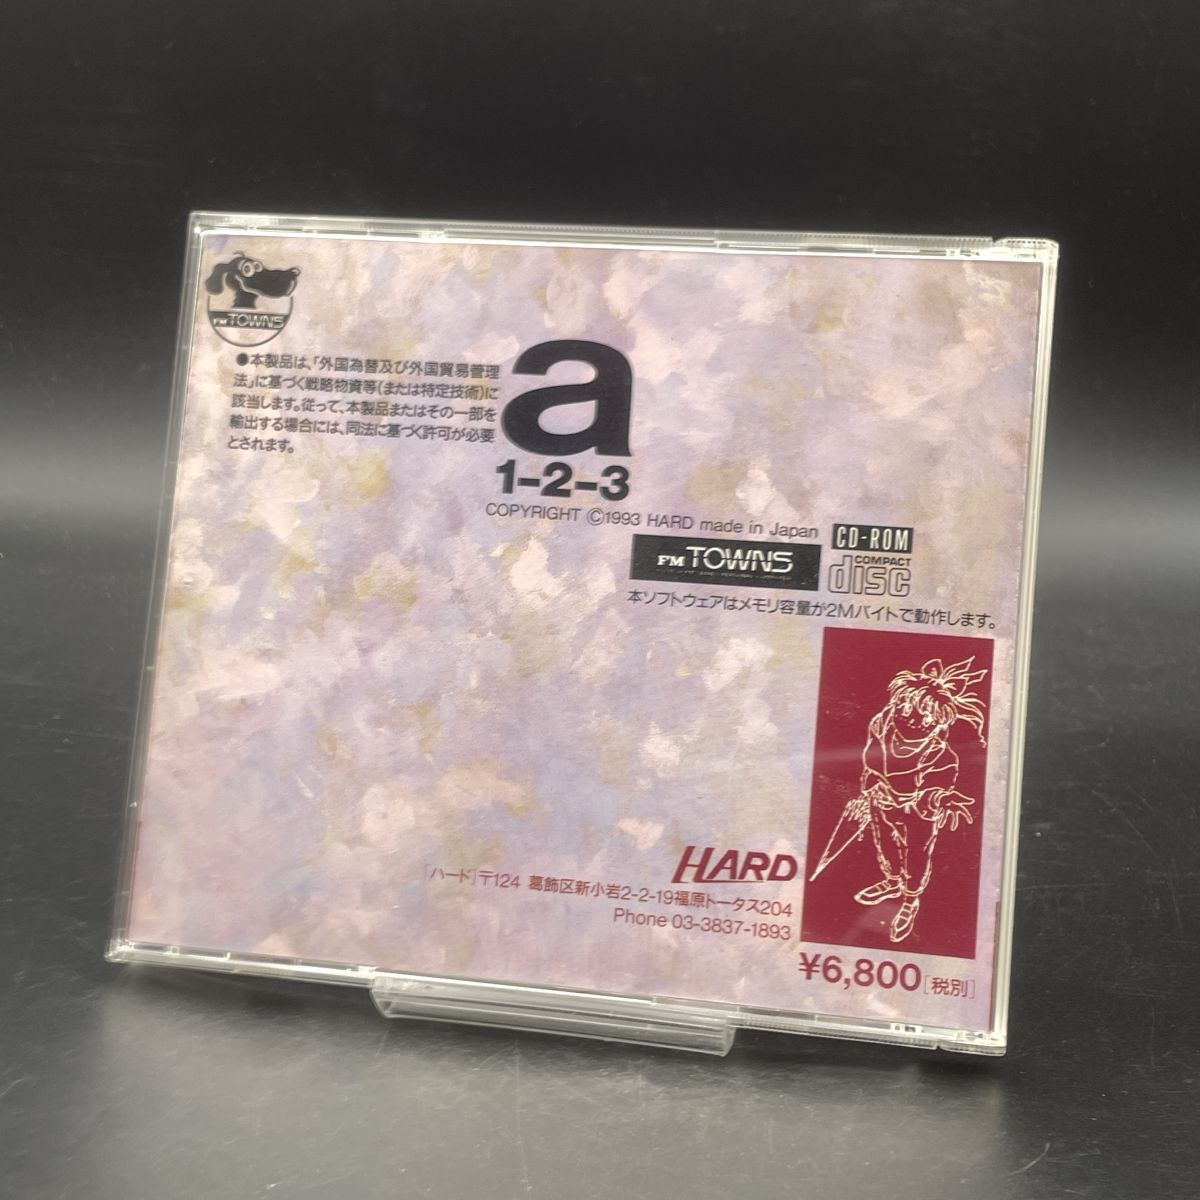 FM TOWNS
●本製品は、「外国為替及び外国貿易管理
法」に基づく戦略物資等(または特定技術)に
該当します。従って、本製品またはその一部を
輸出する場合には、同法に基づく許可が必要
とされます。
a
1-2-3
COPYRIGHT ©1993 HARD made in Japan
FM TOWNS
CD-ROM
COMPACT
disc
本ソフトウェアはメモリ容量が2Mバイトで動作します。
HARD
[ハード]〒124 葛飾区新小岩2-2-19福原トータス204
Phone 03-3837-1893
¥6,800[税別]